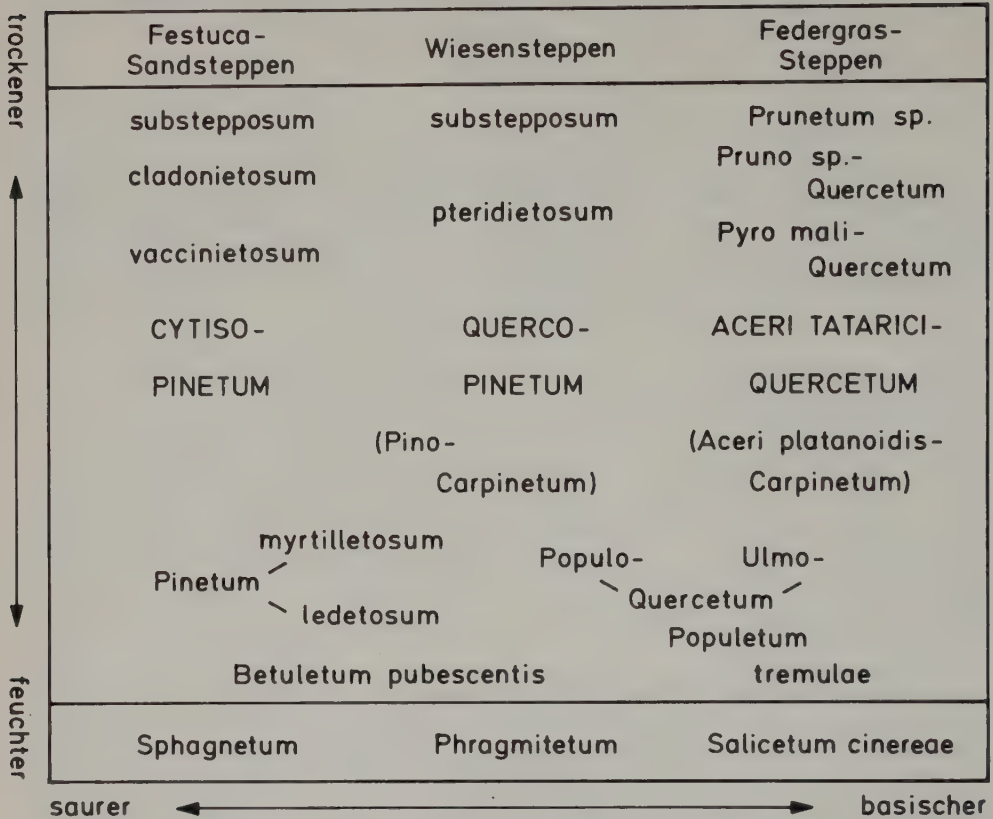 trockener
feuchter
Festuca-
Sandsteppen
Wiesensteppen
Federgras-
Steppen
substepposum
substepposum
Prunetum sp.
cladonietosum
pteridietosum
Pruno sp.-
Quercetum
vaccinietosum
Pyro mali-
Quercetum
CYTISO-
PINETUM
QUERCO-
PINETUM
ACERI TATARICI-
QUERCETUM
(Pino-
Carpinetum)
(Aceri platanoidis-
Carpinetum)
myrtilletosum
Pinetum
ledetosum
Populo-
Ulmo-
Quercetum
Populetum
tremulae
Betuletum pubescentis
Sphagnetum
Phragmitetum
Salicetum cinereae
saurer
basischer